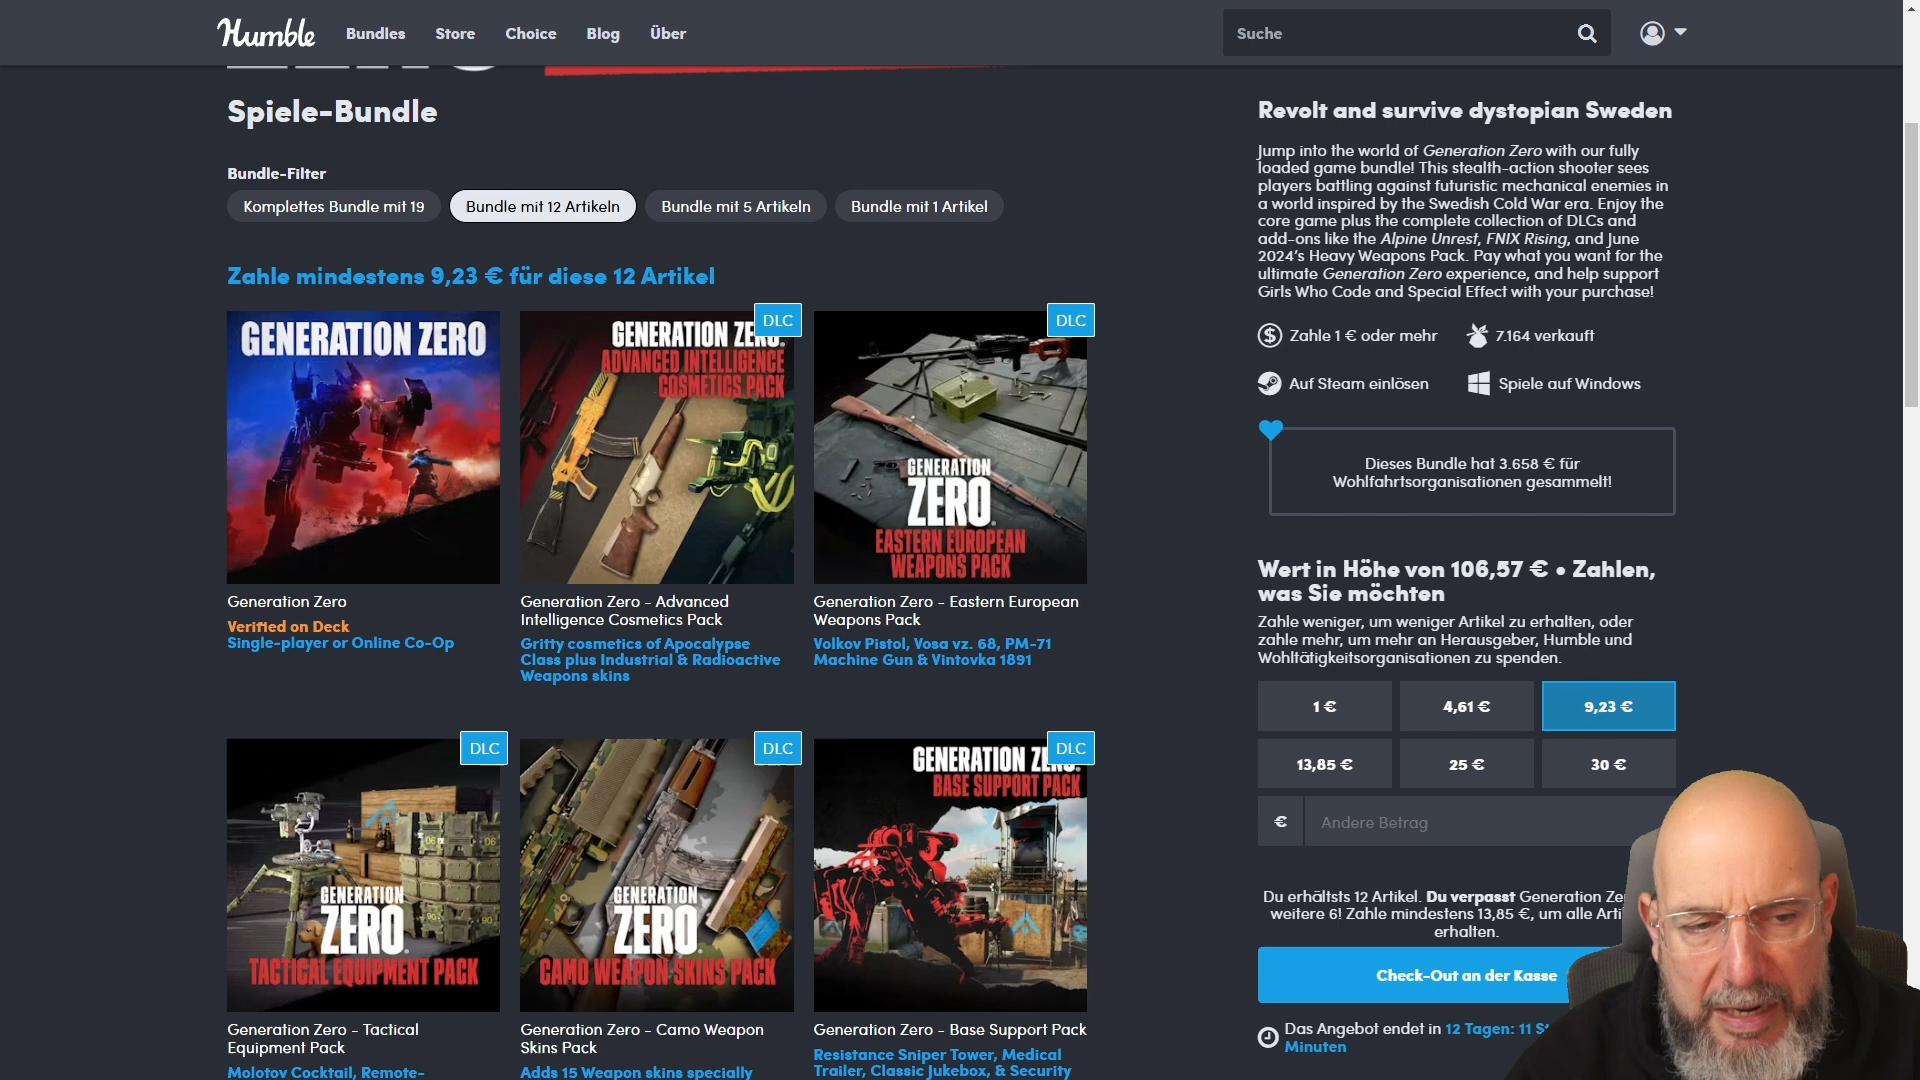 Humble
Bundles
Store
Choice
Blog
Über
Suche
Spiele-Bundle
Bundle-Filter
Komplettes Bundle mit 19
Bundle mit 12 Artikeln
Bundle mit 5 Artikeln
Bundle mit 1 Artikel
Zahle mindestens 9,23 € für diese 12 Artikel
GENERATION ZERO
DLC
GENERATION ZERO.
ADVANCED INTELLIGENCE
COSMETICS PACK
DLC
GENERATION
ZERO
EASTERN EUROPEAN
WEAPONS PACK
Generation Zero
Verified on Deck
Single-player or Online Co-Op
Generation Zero - Advanced
Intelligence Cosmetics Pack
Gritty cosmetics of Apocalypse
Class plus Industrial & Radioactive
Weapons skins
Generation Zero - Eastern European
Weapons Pack
Volkov Pistol, Vosa vz. 68, PM-71
Machine Gun & Vintovka 1891
DLC
GENERATION
ZERO
TACTICAL EQUIPMENT PACK
DLC
GENERATION
ZERO
CAMO WEAPON SKINS PACK
DLC
GENERATION ZERO.
BASE SUPPORT PACK
Generation Zero - Tactical
Equipment Pack
Molotov Cocktail, Remote-
Generation Zero - Camo Weapon
Skins Pack
Adds 15 Weapon skins specially
Generation Zero - Base Support Pack
Resistance Sniper Tower, Medical
Trailer, Classic Jukebox, & Security
Revolt and survive dystopian Sweden
Jump into the world of Generation Zero with our fully
loaded game bundle! This stealth-action shooter sees
players battling against futuristic mechanical enemies in
a world inspired by the Swedish Cold War era. Enjoy the
core game plus the complete collection of DLCs and
add-ons like the Alpine Unrest, FNIX Rising, and June
2024's Heavy Weapons Pack. Pay what you want for the
ultimate Generation Zero experience, and help support
Girls Who Code and Special Effect with your purchase!
Zahle 1 € oder mehr
7.164 verkauft
Auf Steam einlösen
Spiele auf Windows
Dieses Bundle hat 3.658 € für
Wohlfahrtsorganisationen gesammelt!
Wert in Höhe von 106,57 € • Zahlen,
was Sie möchten
Zahle weniger, um weniger Artikel zu erhalten, oder
zahle mehr, um mehr an Herausgeber, Humble und
Wohltätigkeitsorganisationen zu spenden.
1 €
4,61 €
9,23 €
13,85 €
25 €
30 €
€
Andere Betrag
Du erhältsts 12 Artikel. Du verpasst Generation
weitere 6! Zahle mindestens 13,85 €, um alle
erhalten.
Check-Out an der Kasse
Das Angebot endet in 12 Tagen: 11
Minuten